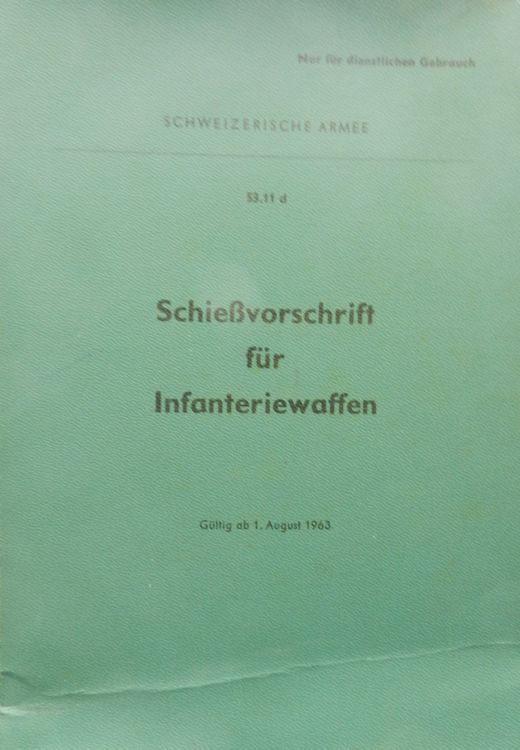 Nur für dienstlichen Gebrauch
SCHWEIZERISCHE ARMEE
53.11 d
Schießvorschrift
für
Infanteriewaffen
Gültig ab 1. August 1963